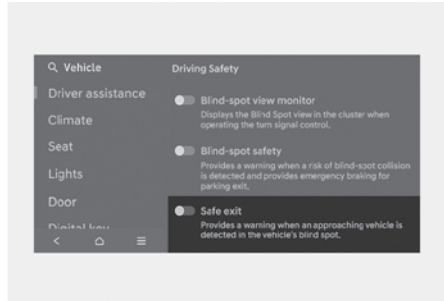 Vehicle
Driver assistance
Climate
Seat
Lights
Door
Digital key
Driving Safety
Blind-spot view monitor
Displays the Blind Spot view in the cluster when
operating the turn signal control.
Blind-spot safety
Provides a warning when a risk of blind-spot collision
is detected and provides emergency braking for
parking exit.
Safe exit
Provides a warning when an approaching vehicle is
detected in the vehicle's blind spot.